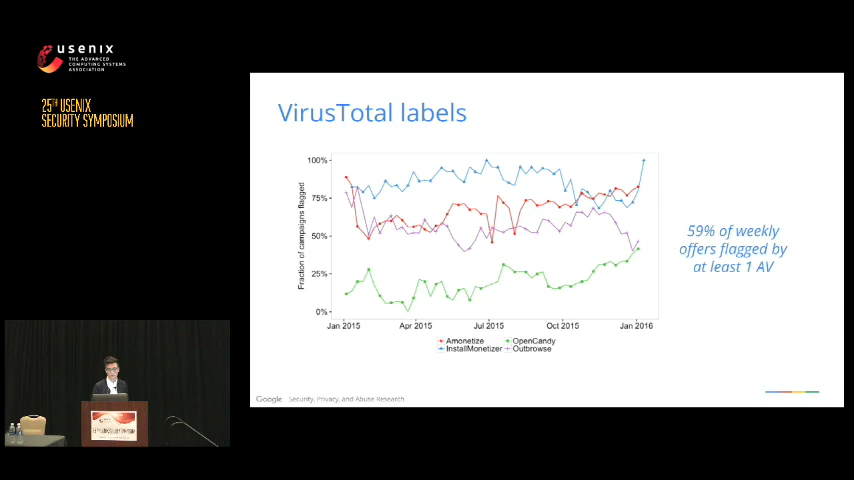 usenix
THE ADVANCED
COMPUTING SYSTEMS
ASSOCIATION
25TH USENIX
SECURITY SYMPOSIUM
VirusTotal labels
Fraction of campaigns flagged
100%
75%
50%
25%
0%
Jan 2015
Apr 2015
Jul 2015
Oct 2015
Jan 2016
Amonetize
OpenCandy
InstallMonetizer
Outbrowse
59% of weekly
offers flagged by
at least 1 AV
Google Security, Privacy, and Abuse Research